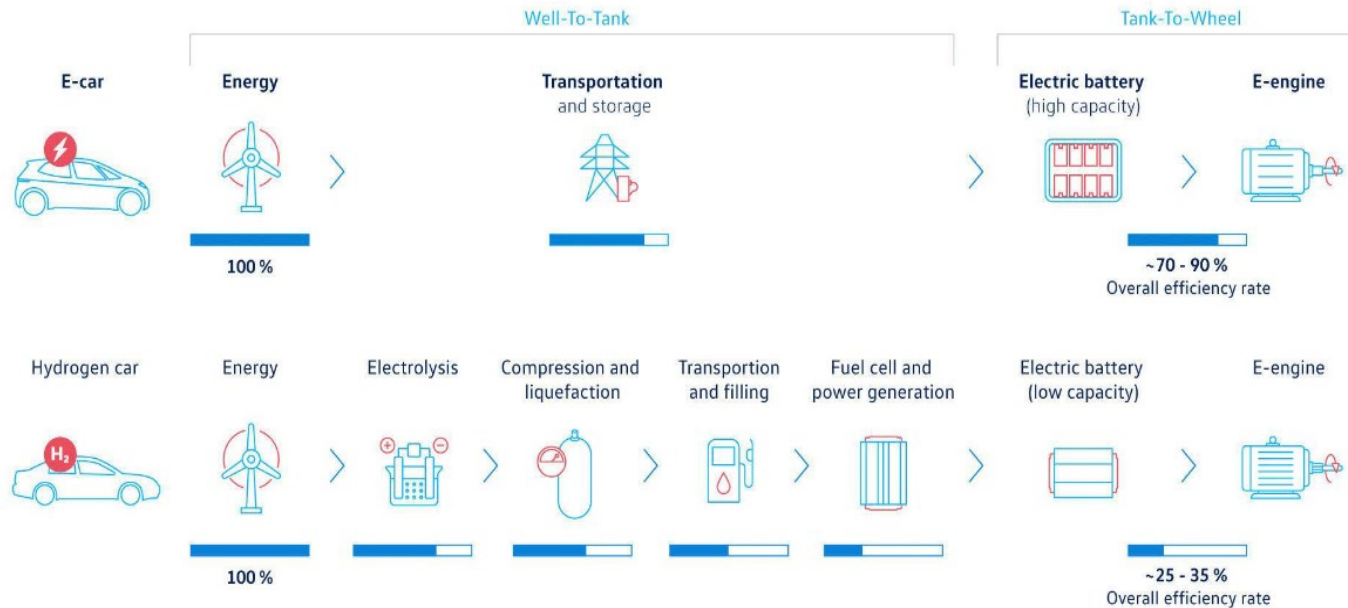 Well-To-Tank
Tank-To-Wheel
E-car
Energy
Transportation
and storage
Electric battery
(high capacity)
E-engine
100 %
~70 - 90 %
Overall efficiency rate
Hydrogen car
Energy
Electrolysis
Compression and
liquefaction
Transportion
and filling
Fuel cell and
power generation
Electric battery
(low capacity)
E-engine
H₂
100 %
~25 - 35 %
Overall efficiency rate